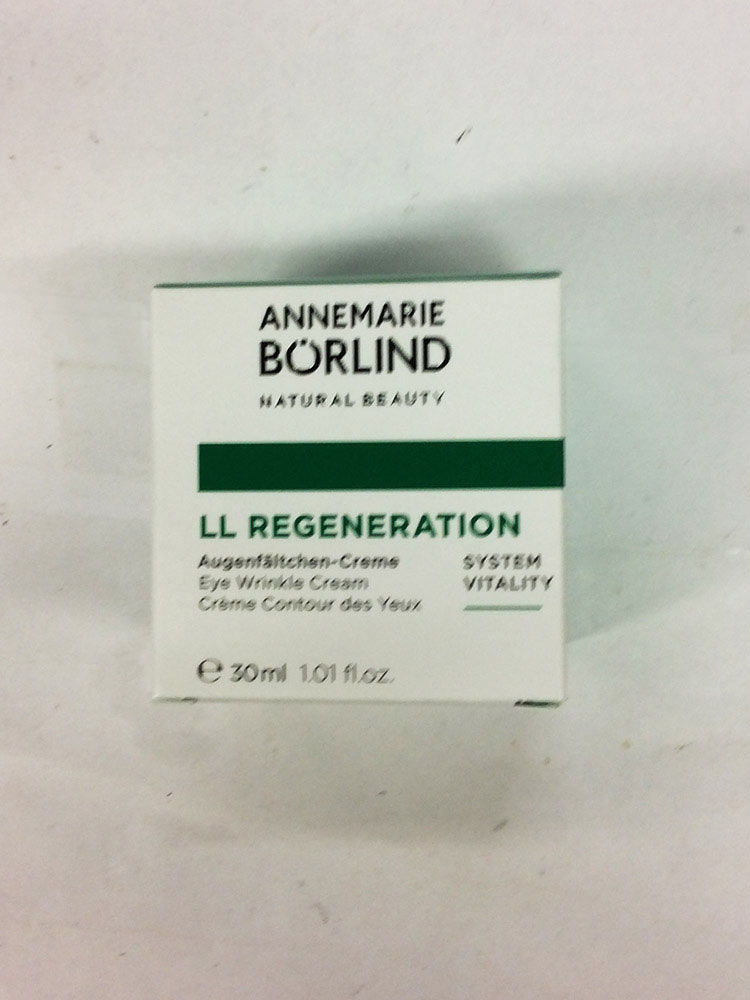 ANNEMARIE
BÖRLIND
NATURAL BEAUTY
LL REGENERATION
Augenfältchen-Creme
Eye Wrinkle Cream
Crème Contour des Yeux
SYSTEM
VITALITY
℮ 30ml 1.01 fl.oz.